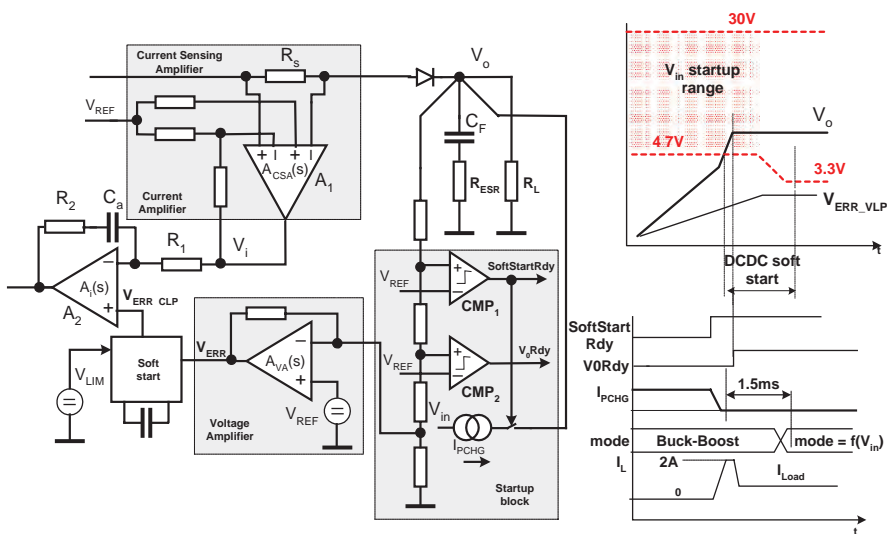 Current Sensing
Amplifier
R_s
V_o
V_REF
C_F
+ I + I
A_CSA(s)
A_1
R_ESR
R_L
Current
Amplifier
R_2
C_a
R_1
V_i
−
A_i(s)
+
A_2
V_ERR_CLP
V_ERR
Soft
start
V_LIM
A_VA(s)
−
+
V_REF
Voltage
Amplifier
V_REF
+
−
SoftStartRdy
CMP_1
V_REF
+
−
V_0Rdy
CMP_2
V_in
I_PCHG
Startup
block
30V
V_in startup
range
V_o
4.7V
3.3V
V_ERR_VLP
t
DCDC soft
start
SoftStart
Rdy
V0Rdy
I_PCHG
1.5ms
mode
Buck-Boost
mode = f(V_in)
I_L
2A
I_Load
0
t